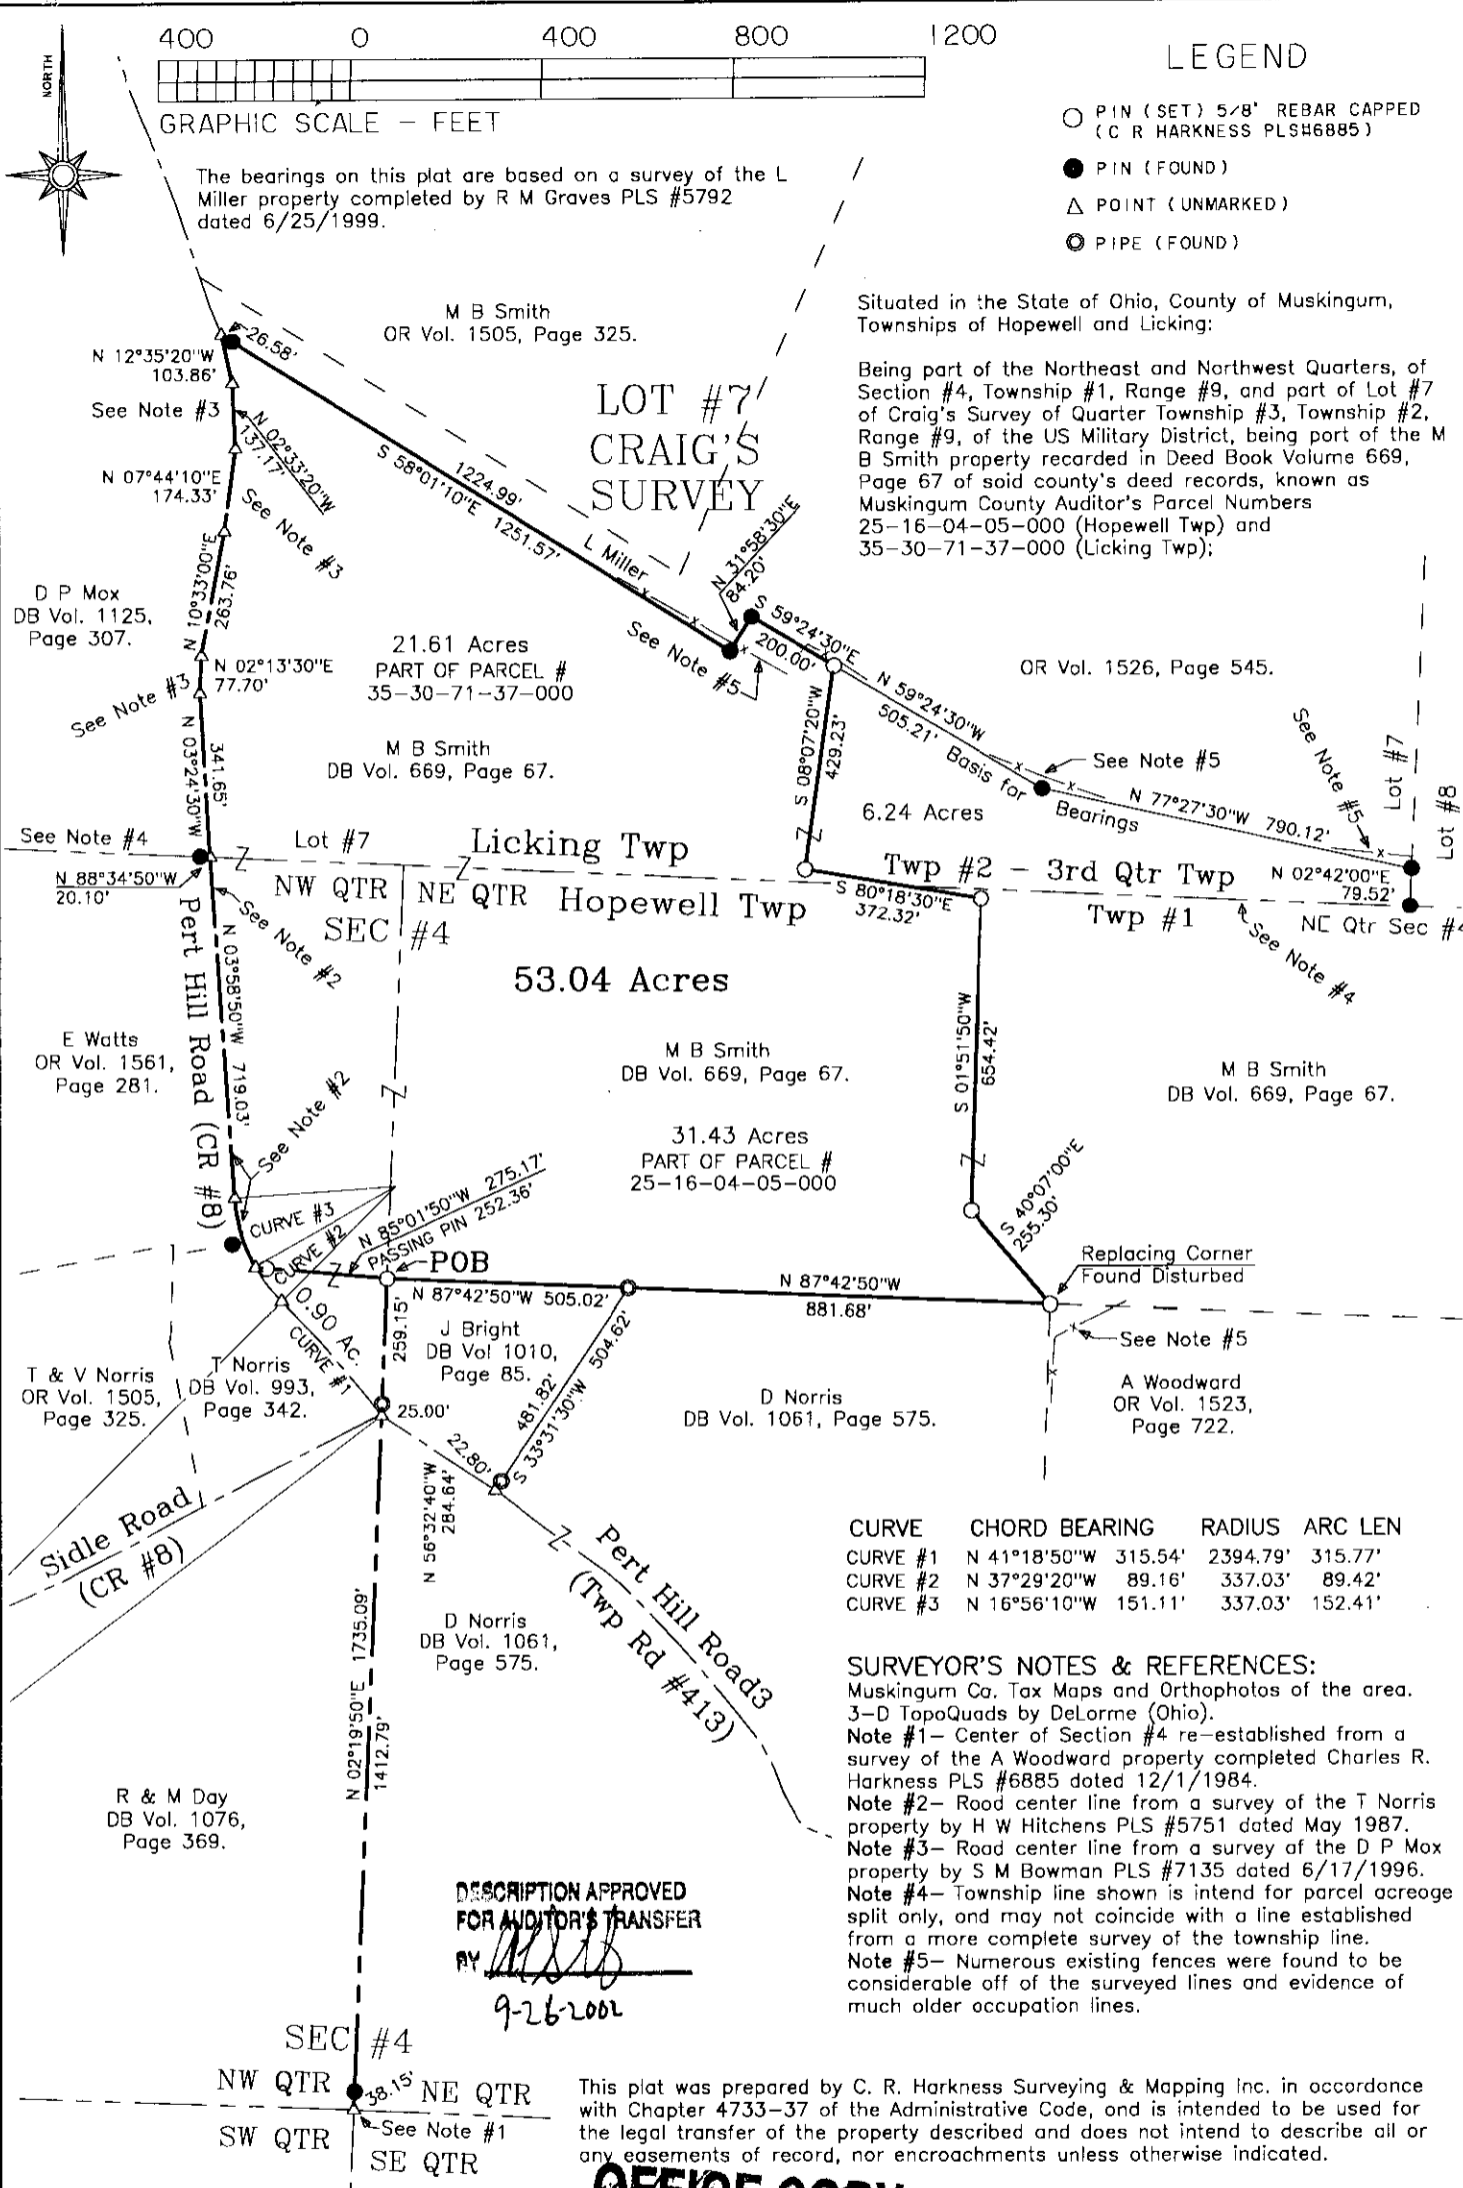 400 0 400 800 1200
NORTH
GRAPHIC SCALE - FEET
The bearings on this plat are based on a survey of the L
Miller property completed by R M Graves PLS #5792
dated 6/25/1999.
LEGEND
PIN (SET) 5/8' REBAR CAPPED
(C R HARKNESS PLS#6885)
PIN (FOUND)
POINT (UNMARKED)
PIPE (FOUND)
Situated in the State of Ohio, County of Muskingum,
Townships of Hopewell and Licking:
Being part of the Northeast and Northwest Quarters, of
Section #4, Township #1, Range #9, and part of Lot #7
of Craig's Survey of Quarter Township #3, Township #2,
Range #9, of the US Military District, being part of the M
B Smith property recorded in Deed Book Volume 669,
Page 67 of said county's deed records, known as
Muskingum County Auditor's Parcel Numbers
25-16-04-05-000 (Hopewell Twp) and
35-30-71-37-000 (Licking Twp);
M B Smith
OR Vol. 1505, Page 325.
26.58'
N 12°35'20"W
103.86'
See Note #3
N 02°33'20"W
137.17'
N 07°44'10"E
174.33'
See Note #3
S 58°01'10"E
1224.99'
1251.57'
L Miller
LOT #7
CRAIG'S
SURVEY
N 31°58'30"E
84.20'
S 59°24'30"E
200.00'
See Note #5
D P Mox
DB Vol. 1125,
Page 307.
N 10°33'00"E
263.76'
21.61 Acres
PART OF PARCEL #
35-30-71-37-000
N 02°13'30"E
77.70'
See Note #3
N 03°24'30"W
341.65'
M B Smith
DB Vol. 669, Page 67.
S 08°07'20"W
429.23'
OR Vol. 1526, Page 545.
N 59°24'30"W
505.21' Basis for
Bearings
See Note #5
N 77°27'30"W 790.12'
See Note #5
Lot #7
Lot #8
6.24 Acres
See Note #4
Lot #7
Licking Twp
Twp #2 - 3rd Qtr Twp
N 02°42'00"E
79.52'
N 88°34'50"W
20.10'
NW QTR
NE QTR
Hopewell Twp
S 80°18'30"E
372.32'
Twp #1
NE Qtr Sec #4
See Note #4
SEC #4
See Note #2
Pert Hill Road (CR #8)
N 03°58'50"W 719.03'
53.04 Acres
E Watts
OR Vol. 1561,
Page 281.
See Note #2
M B Smith
DB Vol. 669, Page 67.
S 01°51'50"W
654.42'
M B Smith
DB Vol. 669, Page 67.
31.43 Acres
PART OF PARCEL #
25-16-04-05-000
S 40°07'00"E
255.30'
CURVE #3
CURVE #2
N 85°01'50"W 275.17'
PASSING PIN 252.36'
POB
Replacing Corner
Found Disturbed
N 87°42'50"W 505.02'
N 87°42'50"W
881.68'
0.90 AC.
CURVE #1
259.15'
J Bright
DB Vol 1010,
Page 85.
See Note #5
T & V Norris
OR Vol. 1505,
Page 325.
T Norris
DB Vol. 993,
Page 342.
481.82'
S 33°31'30"W 504.62'
D Norris
DB Vol. 1061, Page 575.
A Woodward
OR Vol. 1523,
Page 722.
25.00'
22.80'
N 56°32'40"W
284.64'
Sidle Road
(CR #8)
Pert Hill Road3
(Twp Rd #413)
N 02°19'50"E 1735.09'
1412.79'
D Norris
DB Vol. 1061,
Page 575.
CURVE CHORD BEARING RADIUS ARC LEN
CURVE #1 N 41°18'50"W 315.54' 2394.79' 315.77'
CURVE #2 N 37°29'20"W 89.16' 337.03' 89.42'
CURVE #3 N 16°56'10"W 151.11' 337.03' 152.41'
SURVEYOR'S NOTES & REFERENCES:
Muskingum Co. Tax Maps and Orthophotos of the area.
3-D TopoQuads by DeLorme (Ohio).
Note #1- Center of Section #4 re-established from a
survey of the A Woodward property completed Charles R.
Harkness PLS #6885 dated 12/1/1984.
Note #2- Road center line from a survey of the T Norris
property by H W Hitchens PLS #5751 dated May 1987.
Note #3- Road center line from a survey of the D P Mox
property by S M Bowman PLS #7135 dated 6/17/1996.
Note #4- Township line shown is intend for parcel acreage
split only, and may not coincide with a line established
from a more complete survey of the township line.
Note #5- Numerous existing fences were found to be
considerable off of the surveyed lines and evidence of
much older occupation lines.
R & M Day
DB Vol. 1076,
Page 369.
DESCRIPTION APPROVED
FOR AUDITOR'S TRANSFER
BY
9-26-2002
SEC #4
NW QTR
38.15'
NE QTR
SW QTR
See Note #1
SE QTR
This plat was prepared by C. R. Harkness Surveying & Mapping Inc. in accordance
with Chapter 4733-37 of the Administrative Code, and is intended to be used for
the legal transfer of the property described and does not intend to describe all or
any easements of record, nor encroachments unless otherwise indicated.
OFFICE COPY